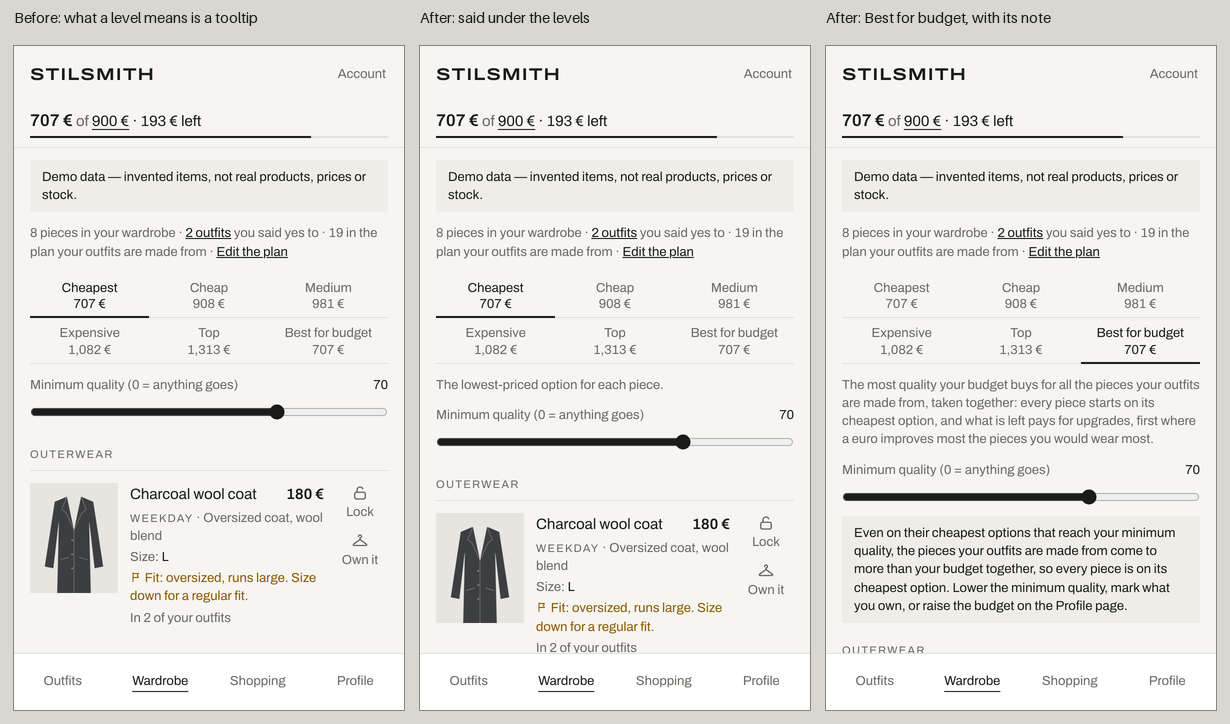 Before: what a level means is a tooltip
STILSMITH
Account
707 € of 900 € · 193 € left
Demo data — invented items, not real products, prices or
stock.
8 pieces in your wardrobe · 2 outfits you said yes to · 19 in the
plan your outfits are made from · Edit the plan
Cheapest Cheap Medium
707 € 908 € 981 €
Expensive Top Best for budget
1,082 € 1,313 € 707 €
Minimum quality (0 = anything goes) 70
OUTERWEAR
Charcoal wool coat 180 €
WEEKDAY · Oversized coat, wool
blend
Size: L
Fit: oversized, runs large. Size
down for a regular fit.
In 2 of your outfits
Lock
Own it
Outfits Wardrobe Shopping Profile
After: said under the levels
STILSMITH
Account
707 € of 900 € · 193 € left
Demo data — invented items, not real products, prices or
stock.
8 pieces in your wardrobe · 2 outfits you said yes to · 19 in the
plan your outfits are made from · Edit the plan
Cheapest Cheap Medium
707 € 908 € 981 €
Expensive Top Best for budget
1,082 € 1,313 € 707 €
The lowest-priced option for each piece.
Minimum quality (0 = anything goes) 70
OUTERWEAR
Charcoal wool coat 180 €
WEEKDAY · Oversized coat, wool
blend
Size: L
Fit: oversized, runs large. Size
down for a regular fit.
In 2 of your outfits
Lock
Own it
Outfits Wardrobe Shopping Profile
After: Best for budget, with its note
STILSMITH
Account
707 € of 900 € · 193 € left
Demo data — invented items, not real products, prices or
stock.
8 pieces in your wardrobe · 2 outfits you said yes to · 19 in the
plan your outfits are made from · Edit the plan
Cheapest Cheap Medium
707 € 908 € 981 €
Expensive Top Best for budget
1,082 € 1,313 € 707 €
The most quality your budget buys for all the pieces your outfits
are made from, taken together: every piece starts on its
cheapest option, and what is left pays for upgrades, first where
a euro improves most the pieces you would wear most.
Minimum quality (0 = anything goes) 70
Even on their cheapest options that reach your minimum
quality, the pieces your outfits are made from come to
more than your budget together, so every piece is on its
cheapest option. Lower the minimum quality, mark what
you own, or raise the budget on the Profile page.
OUTERWEAR
Outfits Wardrobe Shopping Profile